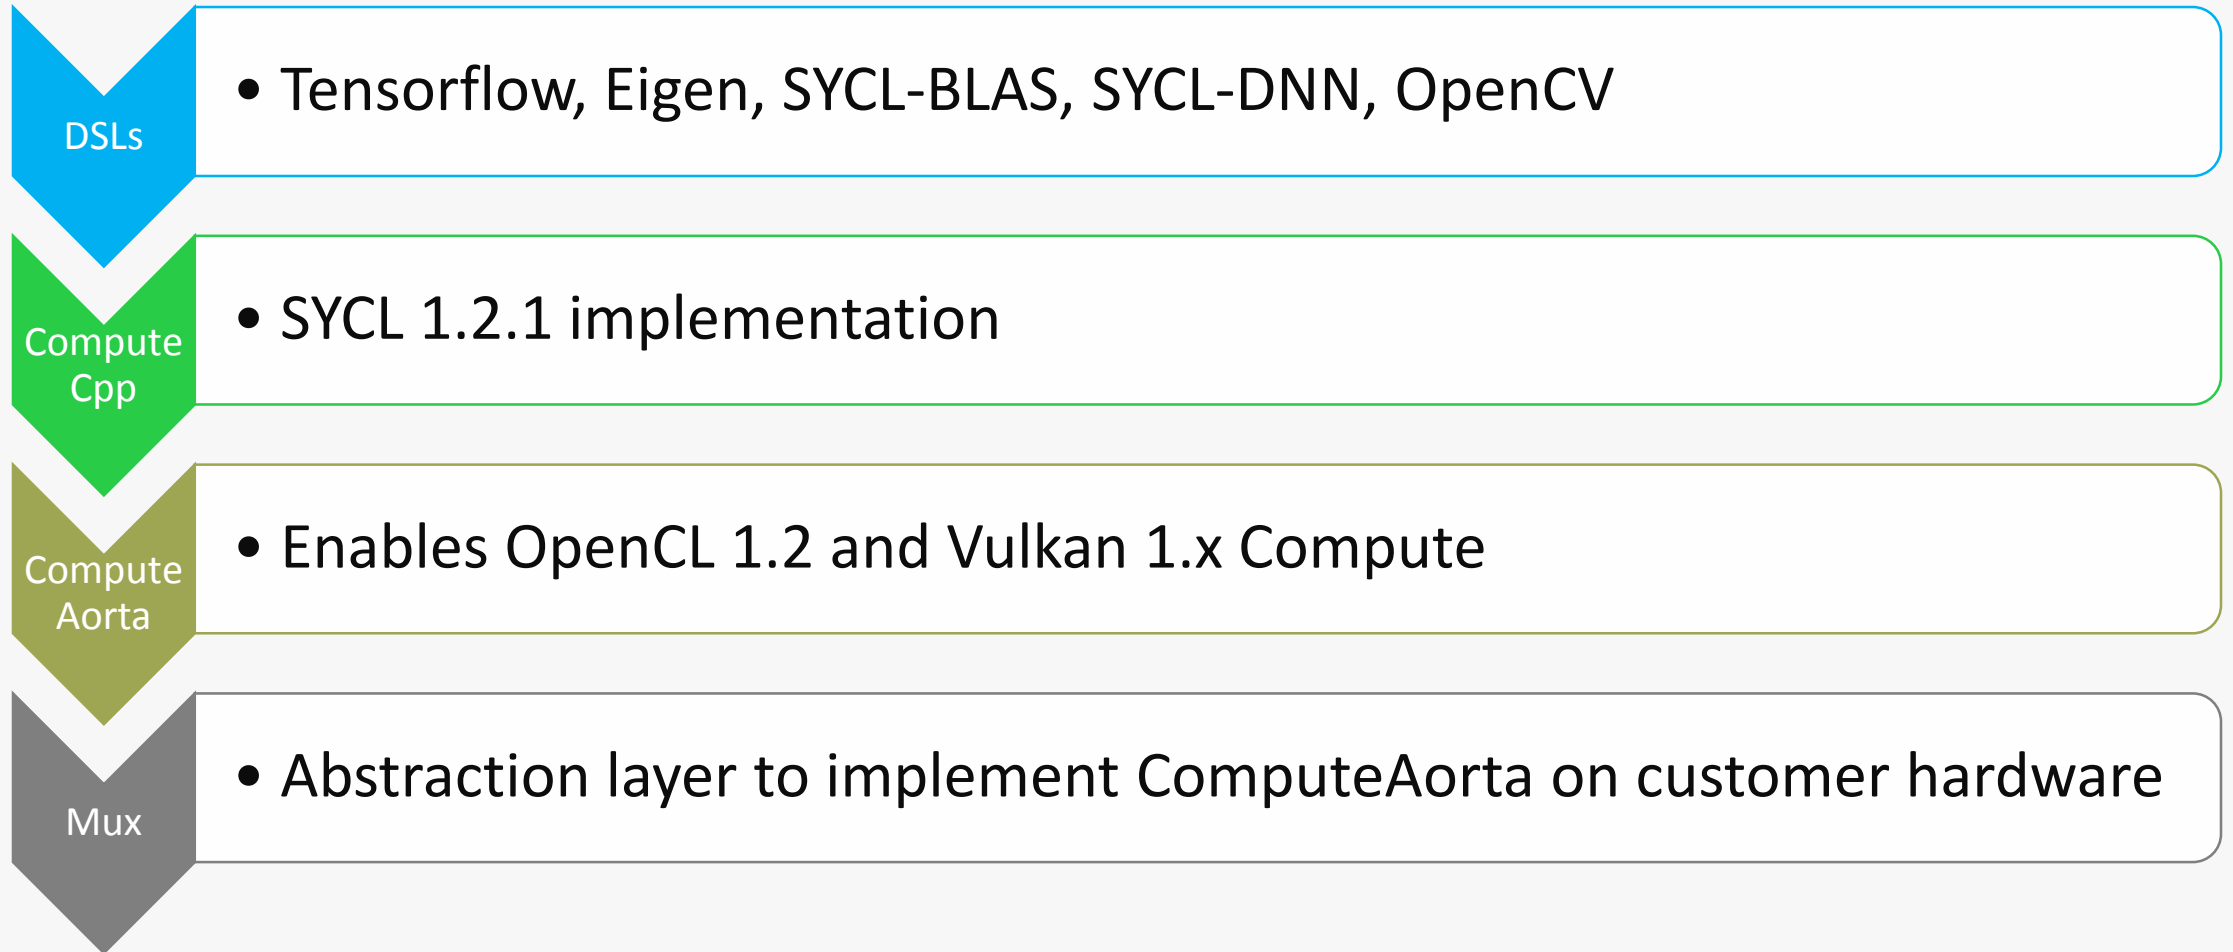 DSLs
• Tensorflow, Eigen, SYCL-BLAS, SYCL-DNN, OpenCV
Compute
Cpp
• SYCL 1.2.1 implementation
Compute
Aorta
• Enables OpenCL 1.2 and Vulkan 1.x Compute
Mux
• Abstraction layer to implement ComputeAorta on customer hardware